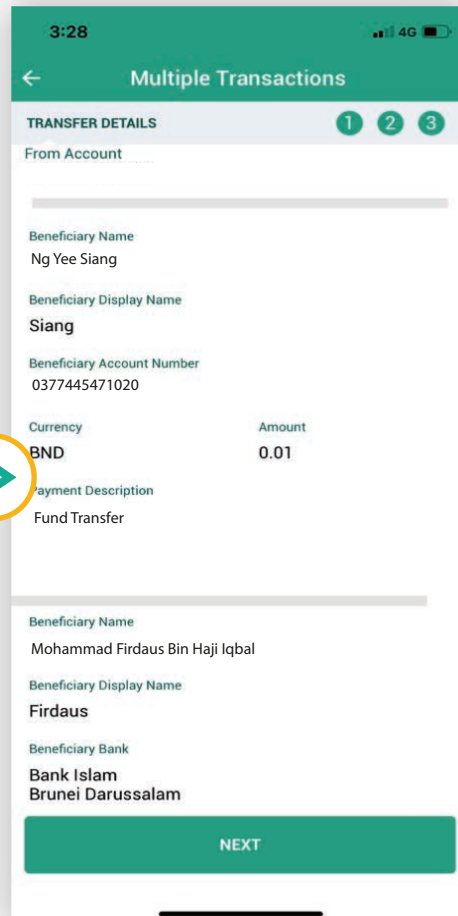 3:28 4G
Multiple Transactions
TRANSFER DETAILS 1 2 3
From Account
Beneficiary Name
Ng Yee Siang
Beneficiary Display Name
Siang
Beneficiary Account Number
0377445471020
Currency Amount
BND 0.01
Payment Description
Fund Transfer
Beneficiary Name
Mohammad Firdaus Bin Haji Iqbal
Beneficiary Display Name
Firdaus
Beneficiary Bank
Bank Islam
Brunei Darussalam
NEXT